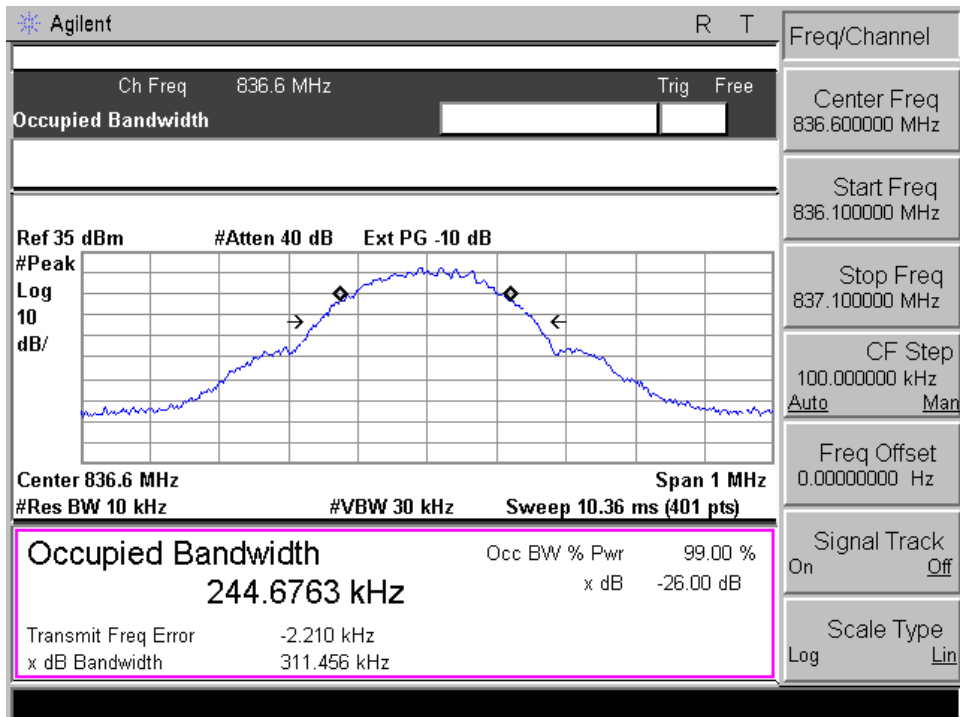 Agilent R T
Ch Freq 836.6 MHz Trig Free
Occupied Bandwidth
Ref 35 dBm #Atten 40 dB Ext PG -10 dB
#Peak
Log
10
dB/
Center 836.6 MHz Span 1 MHz
#Res BW 10 kHz #VBW 30 kHz Sweep 10.36 ms (401 pts)
Occupied Bandwidth Occ BW % Pwr 99.00 %
244.6763 kHz x dB -26.00 dB
Transmit Freq Error -2.210 kHz
x dB Bandwidth 311.456 kHz
Freq/Channel
Center Freq
836.600000 MHz
Start Freq
836.100000 MHz
Stop Freq
837.100000 MHz
CF Step
100.000000 kHz
Auto Man
Freq Offset
0.00000000 Hz
Signal Track
On Off
Scale Type
Log Lin